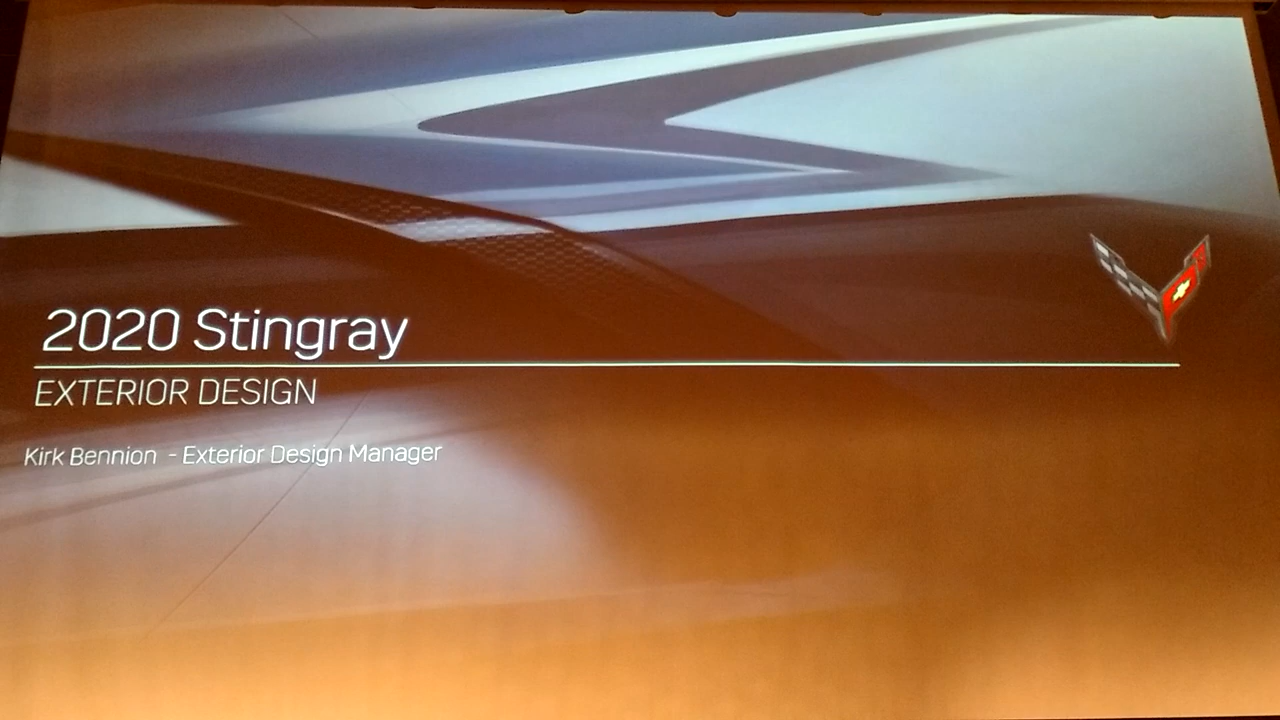 2020 Stingray
EXTERIOR DESIGN
Kirk Bennion - Exterior Design Manager